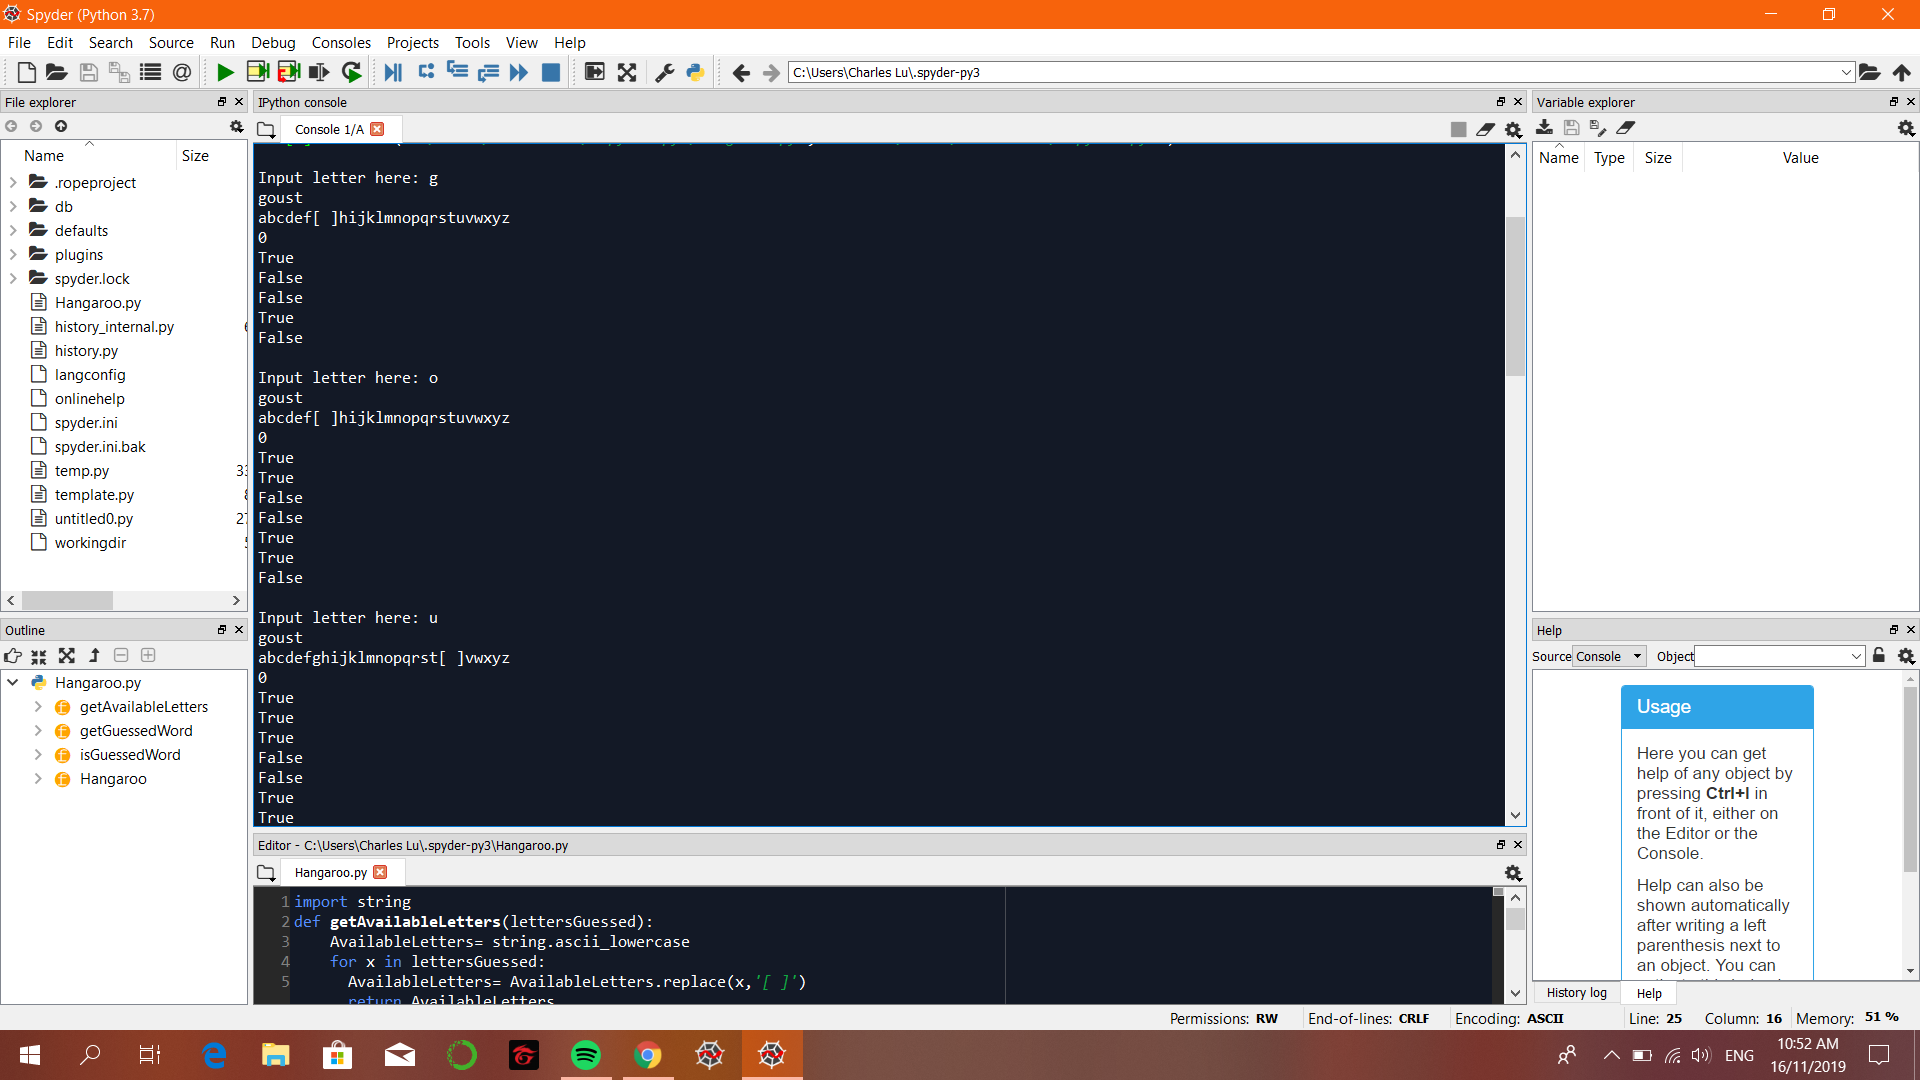 Spyder (Python 3.7)
File Edit Search Source Run Debug Consoles Projects Tools View Help
C:\Users\Charles Lu\.spyder-py3
File explorer
Name Size
.ropeproject
db
defaults
plugins
spyder.lock
Hangaroo.py
history_internal.py
history.py
langconfig
onlinehelp
spyder.ini
spyder.ini.bak
temp.py
template.py
untitled0.py
workingdir
Outline
Hangaroo.py
getAvailableLetters
getGuessedWord
isGuessedWord
Hangaroo
IPython console
Console 1/A
Input letter here: g
goust
abcdef[ ]hijklmnopqrstuvwxyz
0
True
False
False
True
False
Input letter here: o
goust
abcdef[ ]hijklmnopqrstuvwxyz
0
True
True
False
False
True
True
False
Input letter here: u
goust
abcdefghijklmnopqrst[ ]vwxyz
0
True
True
True
False
False
True
True
Editor - C:\Users\Charles Lu\.spyder-py3\Hangaroo.py
Hangaroo.py
1 import string
2 def getAvailableLetters(lettersGuessed):
3 AvailableLetters= string.ascii_lowercase
4 for x in lettersGuessed:
5 AvailableLetters= AvailableLetters.replace(x,'[ ]')
return AvailableLetters
Variable explorer
Name Type Size Value
Help
Source Console Object
Usage
Here you can get
help of any object by
pressing Ctrl+I in
front of it, either on
the Editor or the
Console.
Help can also be
shown automatically
after writing a left
parenthesis next to
an object. You can
History log Help
Permissions: RW End-of-lines: CRLF Encoding: ASCII Line: 25 Column: 16 Memory: 51 %
ENG
10:52 AM
16/11/2019